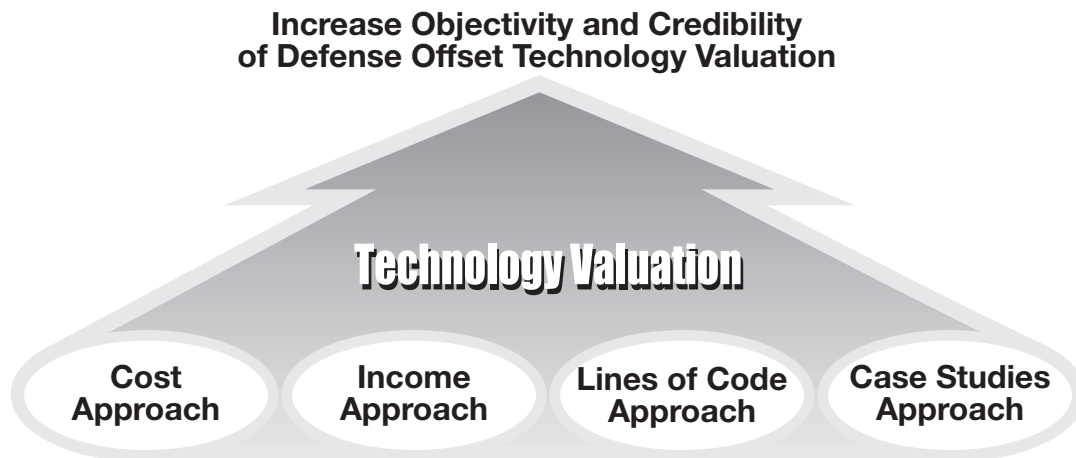 Increase Objectivity and Credibility
of Defense Offset Technology Valuation
Technology Valuation
Cost
Approach
Income
Approach
Lines of Code
Approach
Case Studies
Approach